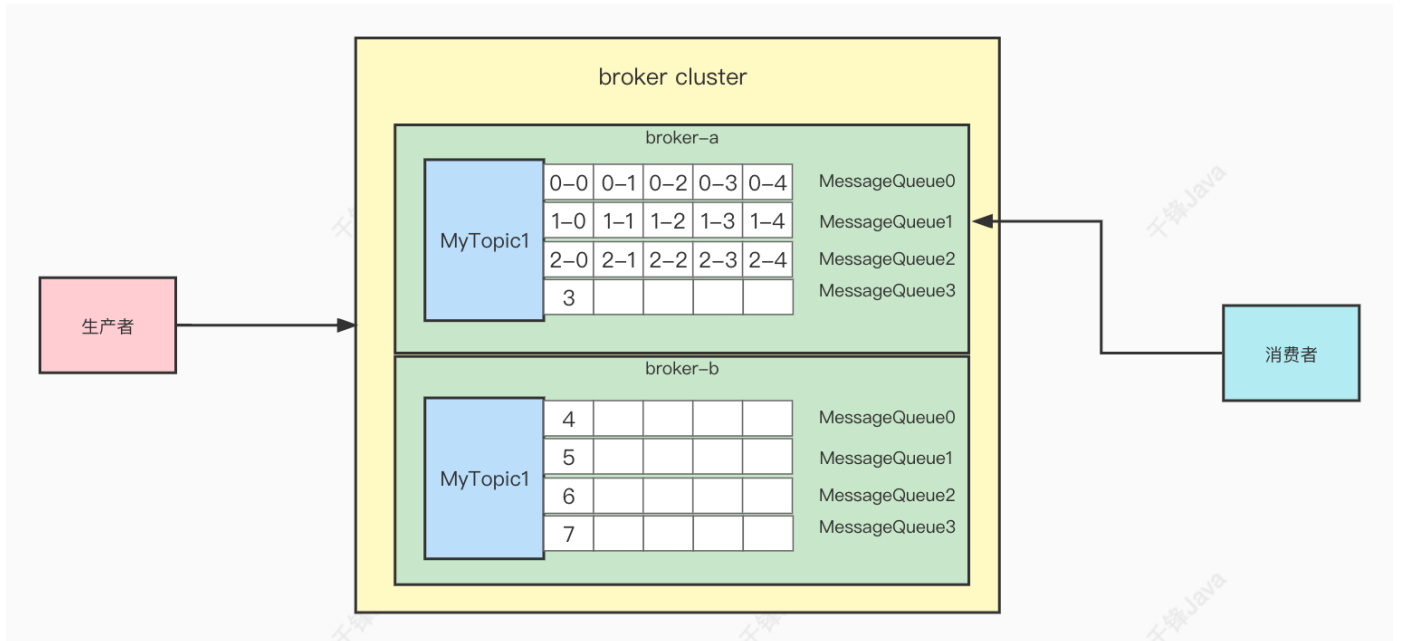 broker cluster
broker-a
MyTopic1
0-0 0-1 0-2 0-3 0-4 MessageQueue0
1-0 1-1 1-2 1-3 1-4 MessageQueue1
2-0 2-1 2-2 2-3 2-4 MessageQueue2
3 MessageQueue3
生产者
消费者
broker-b
MyTopic1
4 MessageQueue0
5 MessageQueue1
6 MessageQueue2
7 MessageQueue3
千锋Java
千锋Java